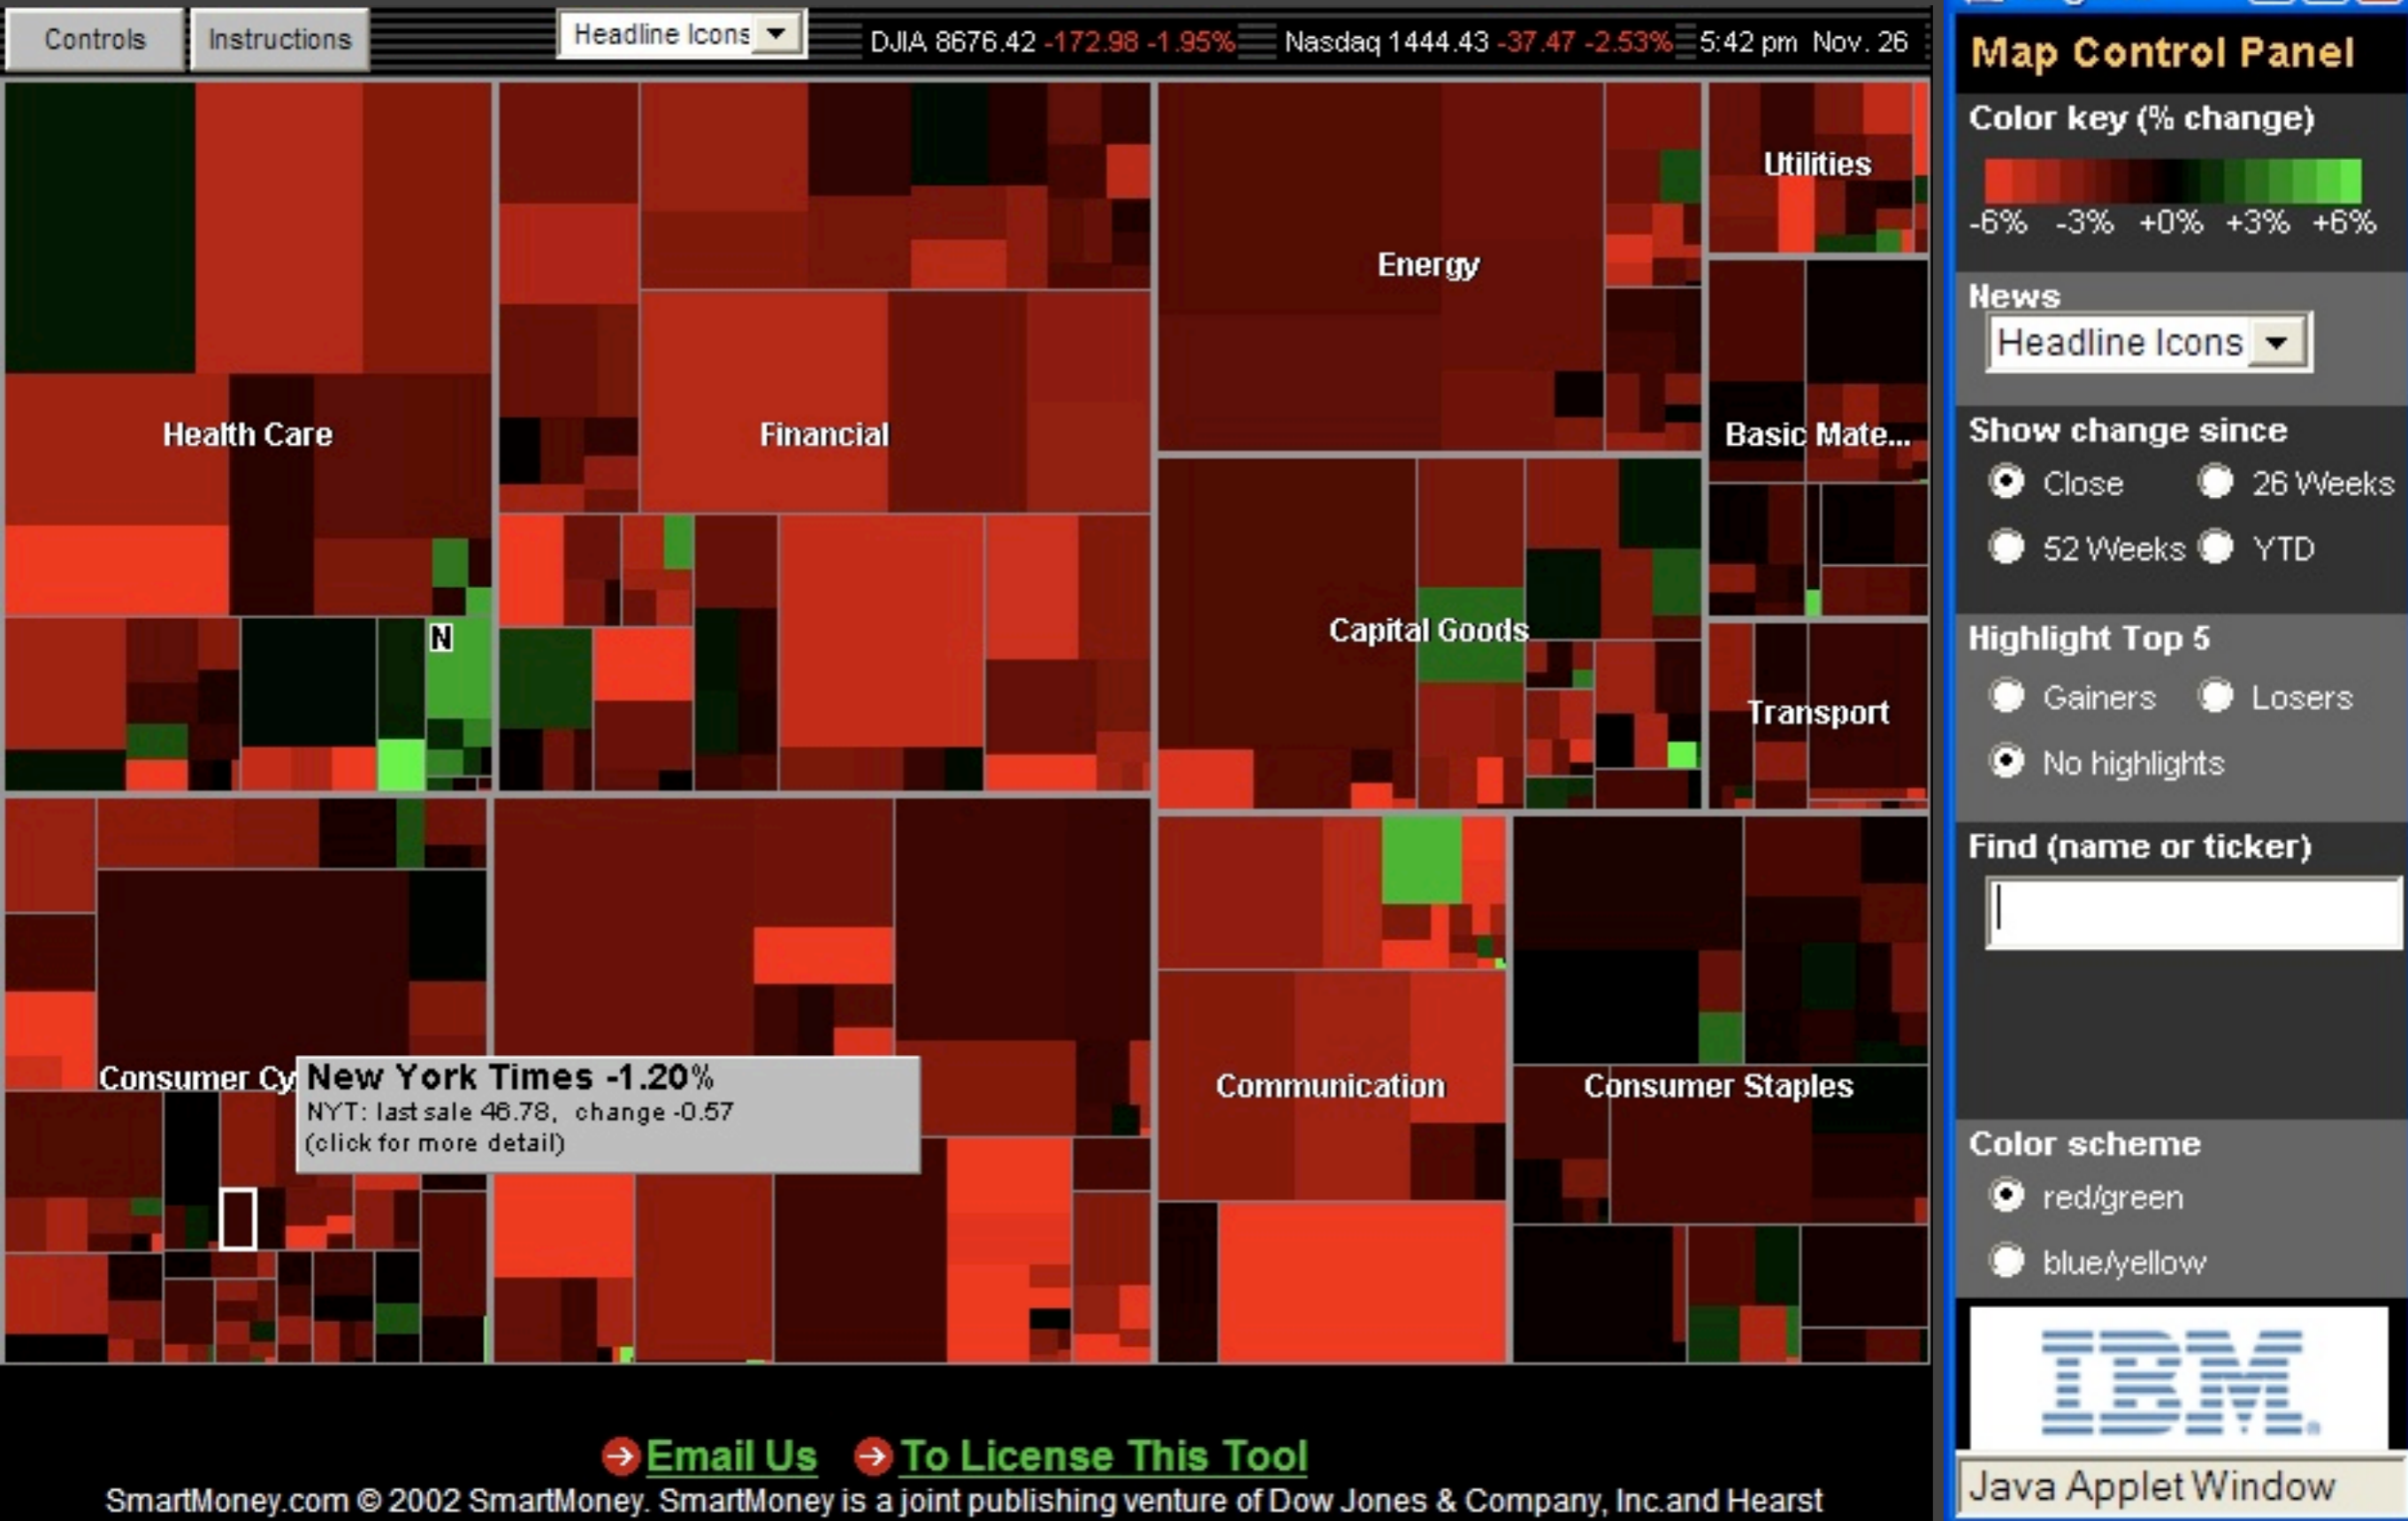 Controls
Instructions
Headline Icons
DJIA 8676.42 -172.98 -1.95%
Nasdaq 1444.43 -37.47 -2.53%
5:42 pm Nov. 26
Utilities
Energy
Health Care
Financial
Basic Mate...
Capital Goods
N
Transport
Consumer Cy
New York Times -1.20%
NYT: last sale 46.78, change -0.57
(click for more detail)
Communication
Consumer Staples
Email Us
To License This Tool
SmartMoney.com © 2002 SmartMoney. SmartMoney is a joint publishing venture of Dow Jones & Company, Inc.and Hearst
Map Control Panel
Color key (% change)
-6% -3% +0% +3% +6%
News
Headline Icons
Show change since
Close 26 Weeks
52 Weeks YTD
Highlight Top 5
Gainers Losers
No highlights
Find (name or ticker)
Color scheme
red/green
blue/yellow
IBM
Java Applet Window